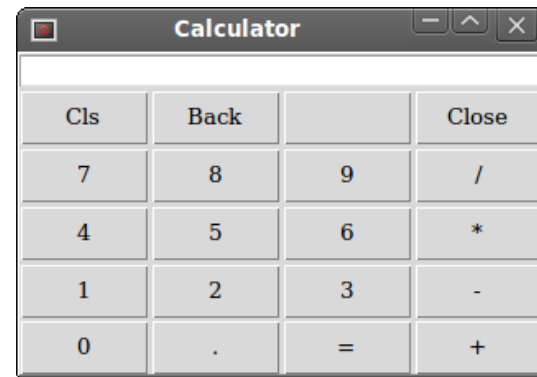 Calculator
Cls Back Close
7 8 9 /
4 5 6 *
1 2 3 -
0 . = +